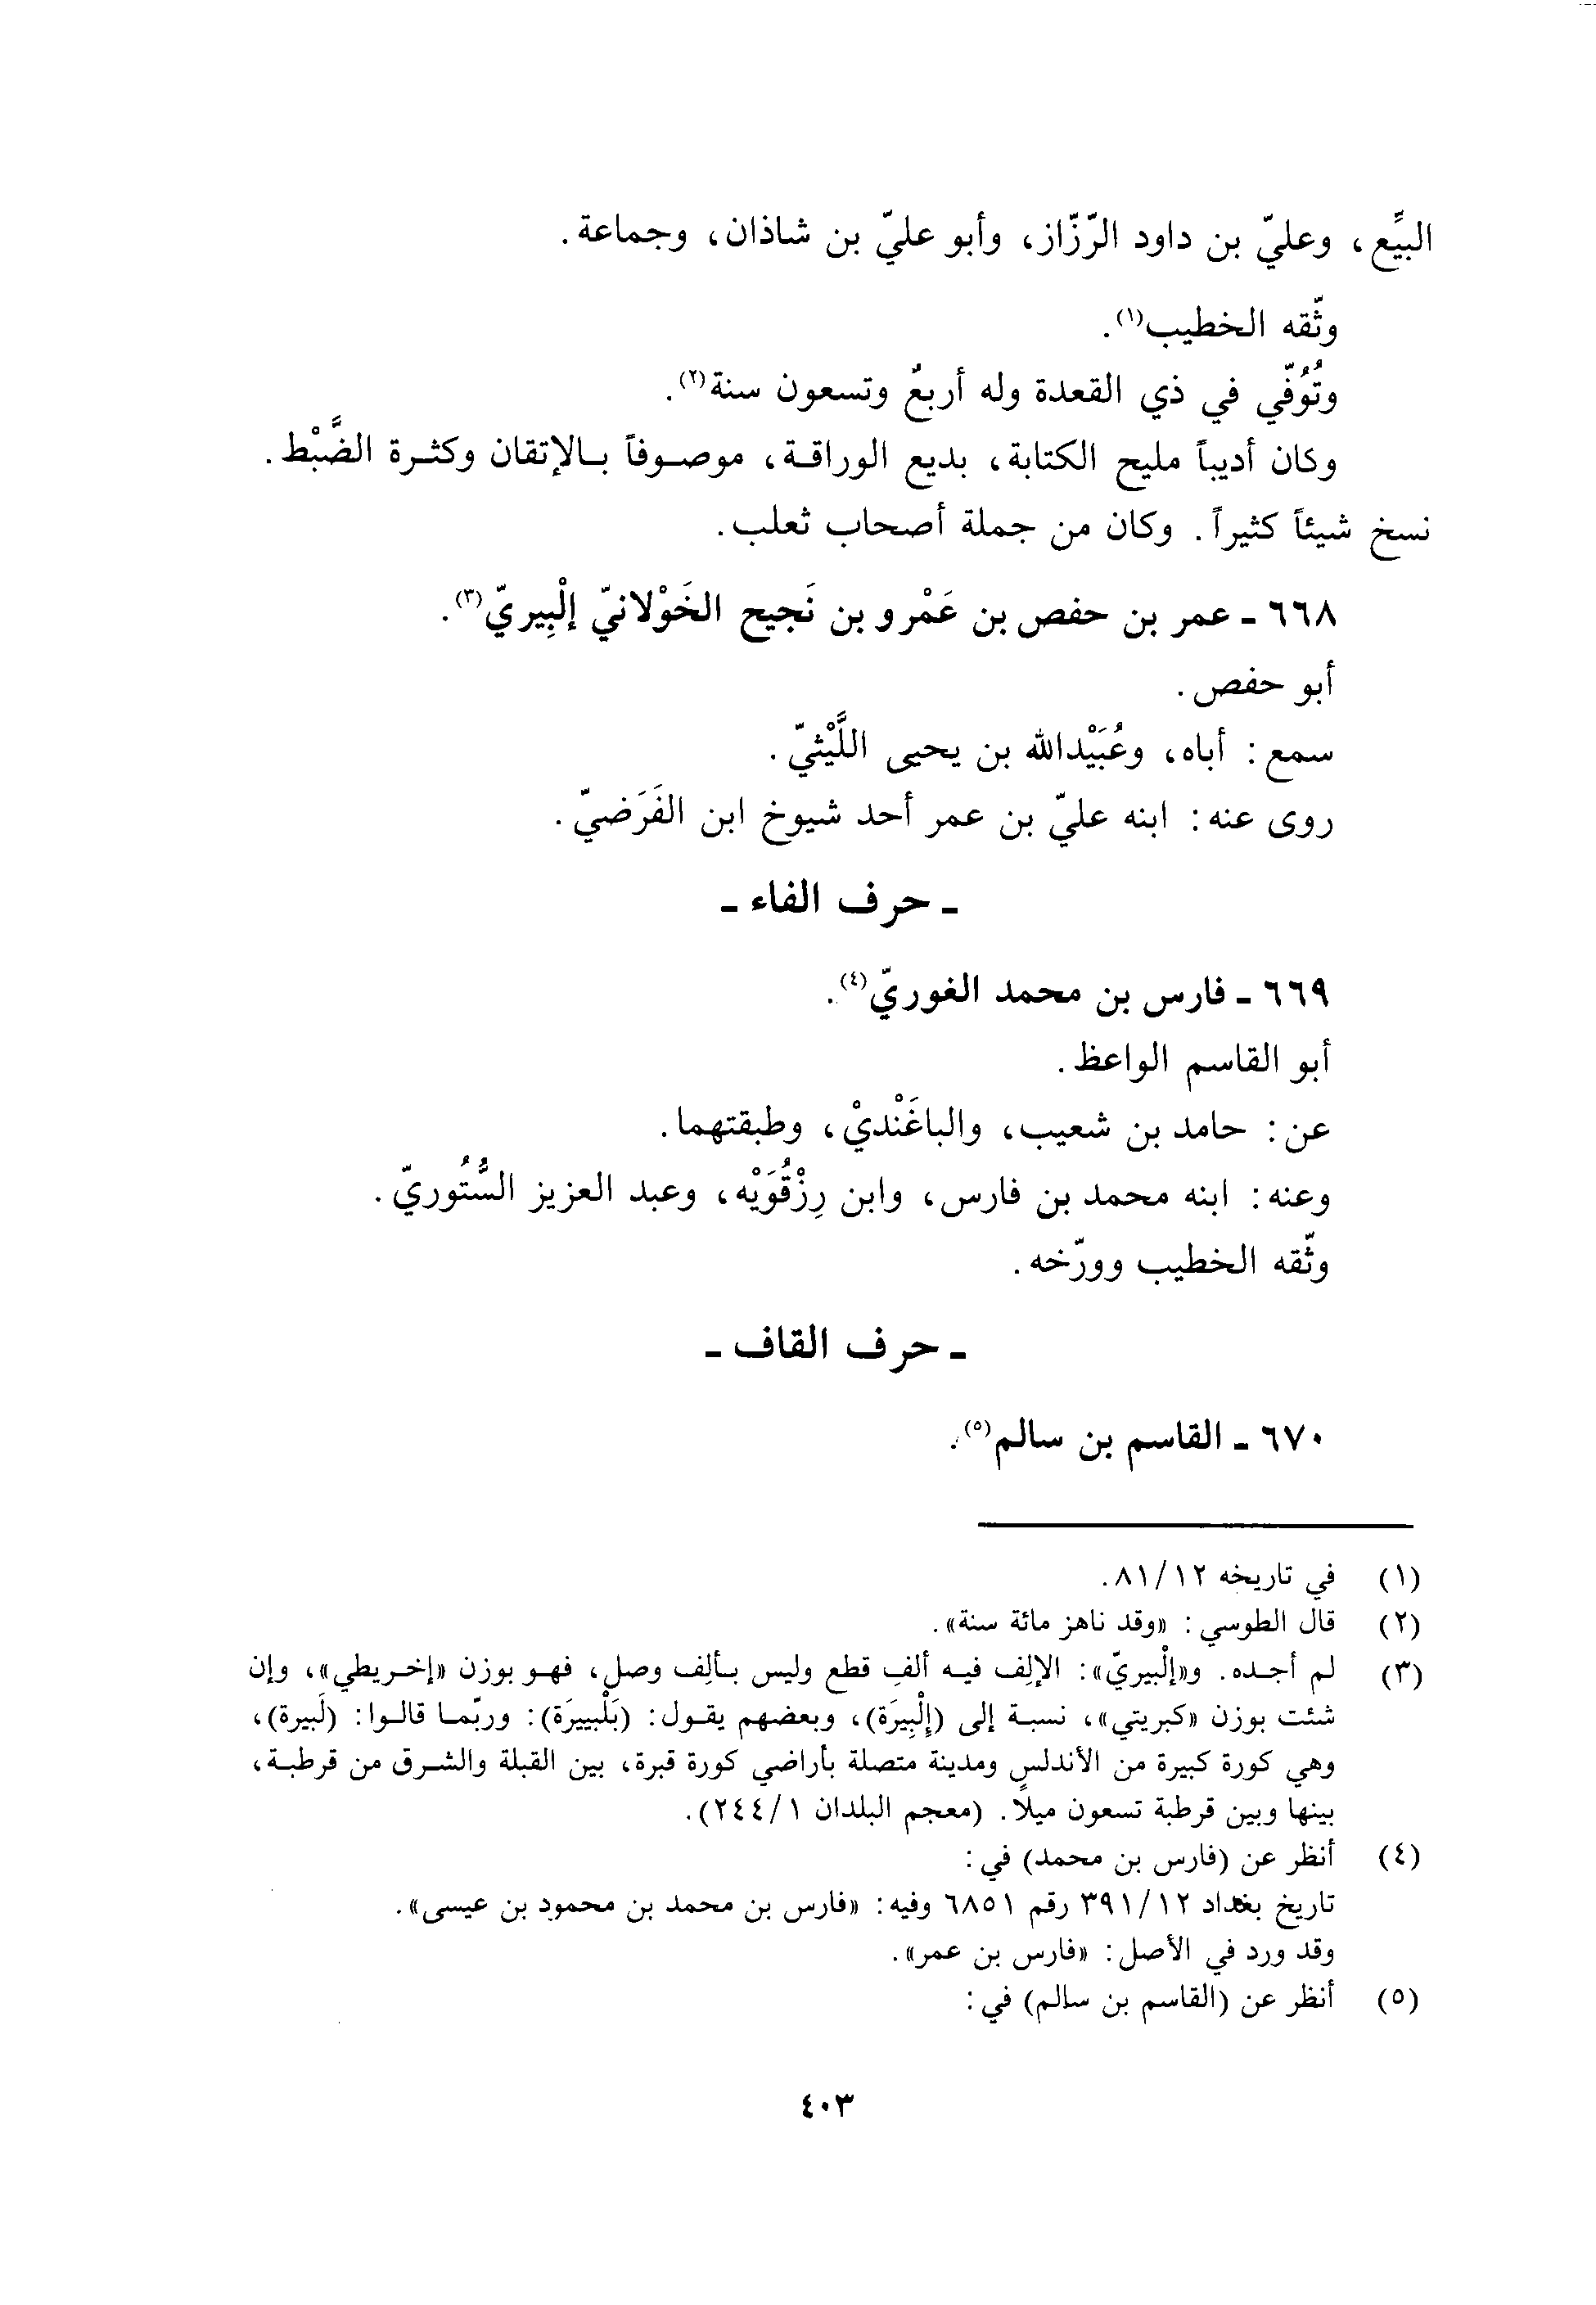 البيِّع، وعليّ بن داود الرّزّاز، وأبو عليّ بن شاذان، وجماعة.
وثّقه الخطيب(١).
وتُوُفّي في ذي القعدة وله أربعٌ وتسعون سنة(٢).
وكان أديباً مليح الكتابة، بديع الوراقة، موصوفاً بالإتقان وكثرة الضَّبْط.
نسخ شيئاً كثيراً. وكان من جملة أصحاب ثعلب.
٦٦٨ - عمر بن حفص بن عَمْرو بن نَجيح الخَوْلانيّ إلْبِيريّ(٣).
أبو حفص.
سمع: أباه، وعُبَيْدالله بن يحيى اللَّيْثيّ.
روى عنه: ابنه عليّ بن عمر أحد شيوخ ابن الفَرَضيّ.
- حرف الفاء -
٦٦٩ - فارس بن محمد الغوريّ(٤).
أبو القاسم الواعظ.
عن: حامد بن شعيب، والباغَنْديْ، وطبقتهما.
وعنه: ابنه محمد بن فارس، وابن رِزْقُوَيْه، وعبد العزيز السُّتُوريّ.
وثّقه الخطيب وورّخه.
- حرف القاف -
٦٧٠ - القاسم بن سالم(٥).
(١) في تاريخه ٨١/١٢.
(٢) قال الطوسي: «وقد ناهز مائة سنة».
(٣) لم أجده. و«إلْبيريّ»: الإلِف فيه ألفِ قطع وليس بألِف وصل، فهو بوزن «إخريطي»، وإن
شئت بوزن «كبريتي»، نسبة إلى (إلْبِيرَة)، وبعضهم يقول: (بَلْبييرَة): وربّما قالوا: (لَبيرة)،
وهي كورة كبيرة من الأندلس ومدينة متصلة بأراضي كورة قبرة، بين القبلة والشرق من قرطبة،
بينها وبين قرطبة تسعون ميلاً. (معجم البلدان ٢٤٤/١).
(٤) أنظر عن (فارس بن محمد) في:
تاريخ بغداد ٣٩١/١٢ رقم ٦٨٥١ وفيه: «فارس بن محمد بن محمود بن عيسى».
وقد ورد في الأصل: «فارس بن عمر».
(٥) أنظر عن (القاسم بن سالم) في:
٤٠٣